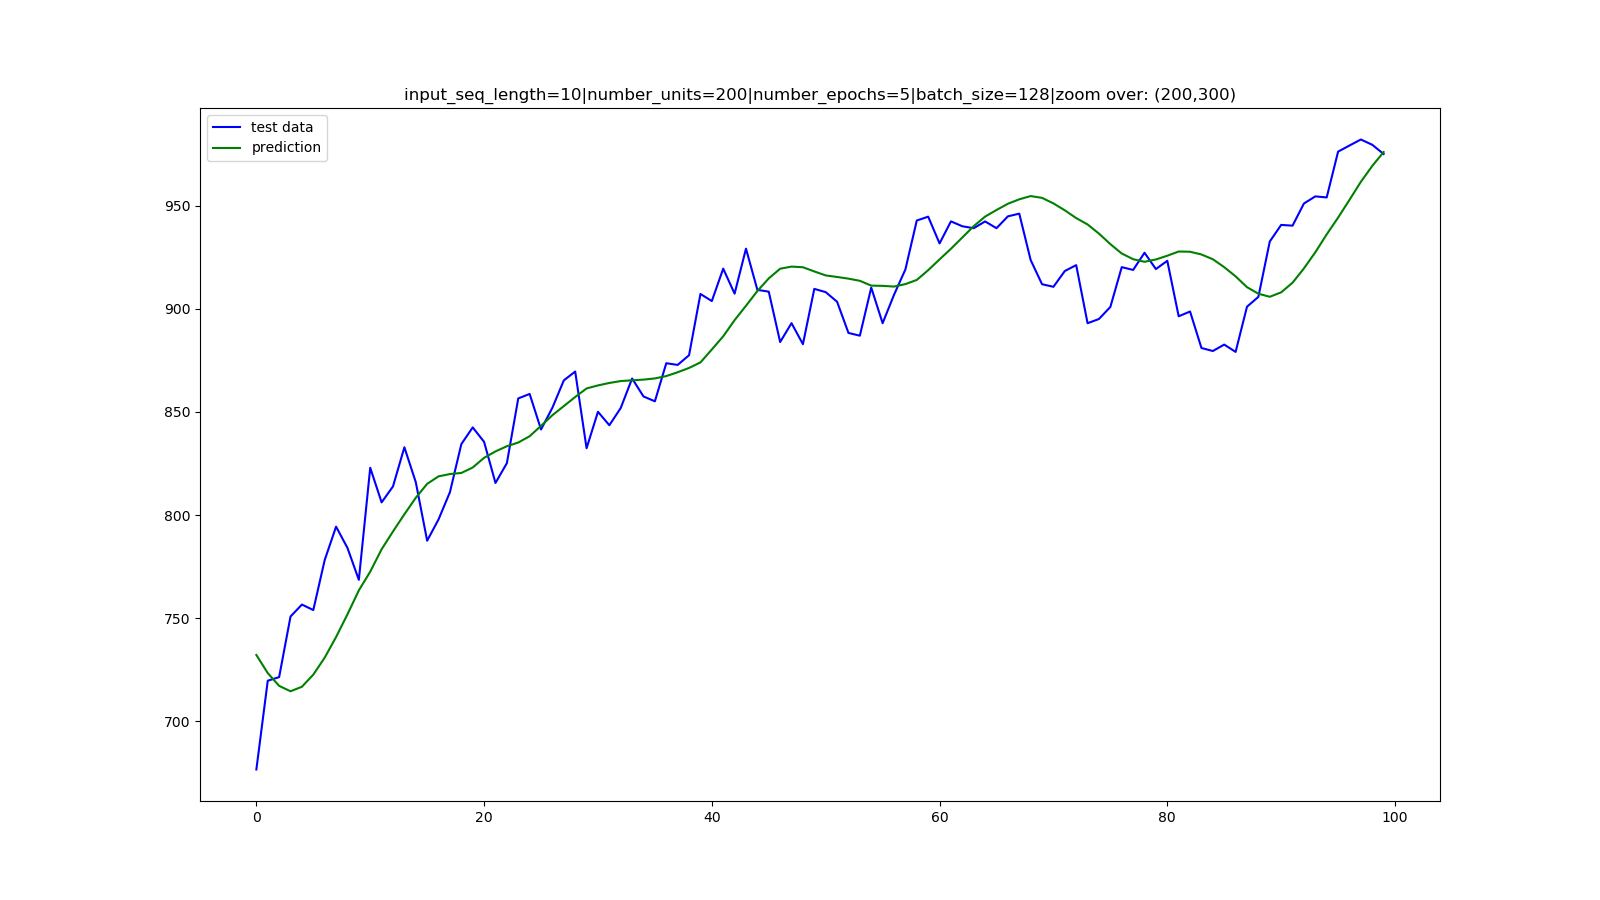 input_seq_length=10|number_units=200|number_epochs=5|batch_size=128|zoom over: (200,300)
test data
prediction
950
900
850
800
750
700
0 20 40 60 80 100